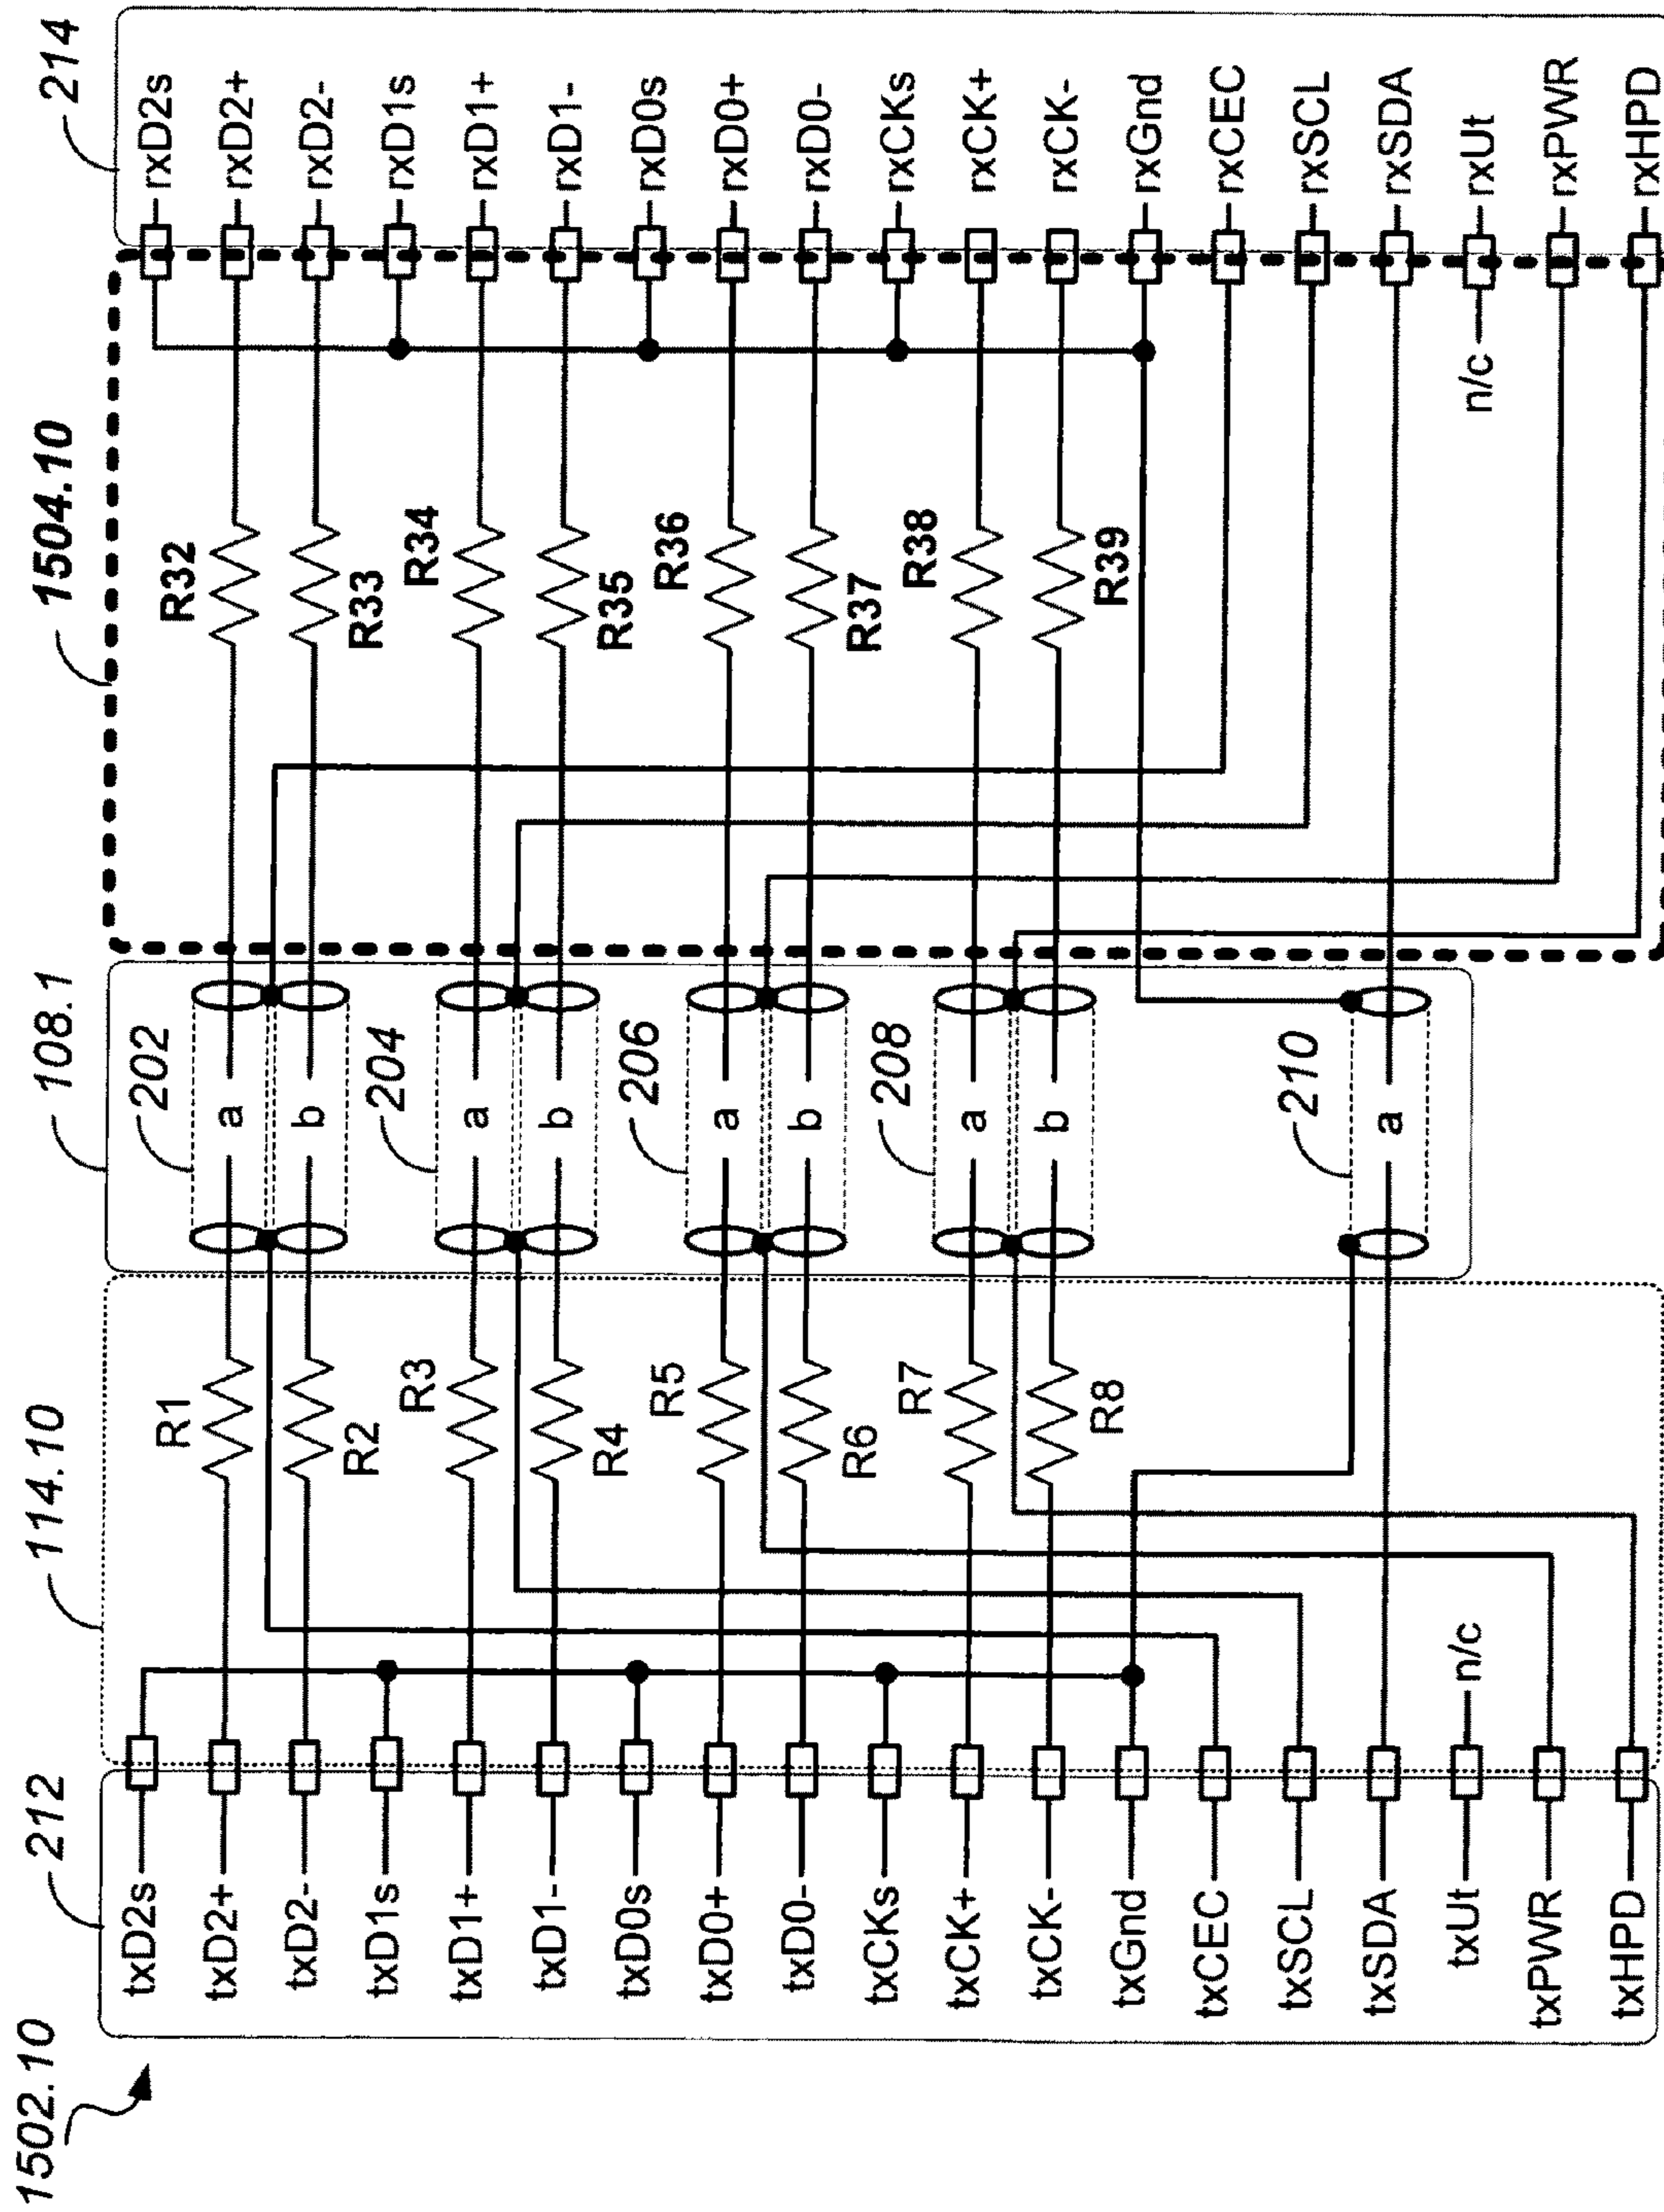 1502.10
212
114.10
108.1
1504.10
214
txD2s
txD2+
txD2-
txD1s
txD1+
txD1-
txD0s
txD0+
txD0-
txCKs
txCK+
txCK-
txGnd
txCEC
txSCL
txSDA
txUt
txPWR
txHPD
n/c
R1
R2
R3
R4
R5
R6
R7
R8
202
a
b
204
a
b
206
a
b
208
a
b
210
a
R32
R33
R34
R35
R36
R37
R38
R39
n/c
rxD2s
rxD2+
rxD2-
rxD1s
rxD1+
rxD1-
rxD0s
rxD0+
rxD0-
rxCKs
rxCK+
rxCK-
rxGnd
rxCEC
rxSCL
rxSDA
rxUt
rxPWR
rxHPD